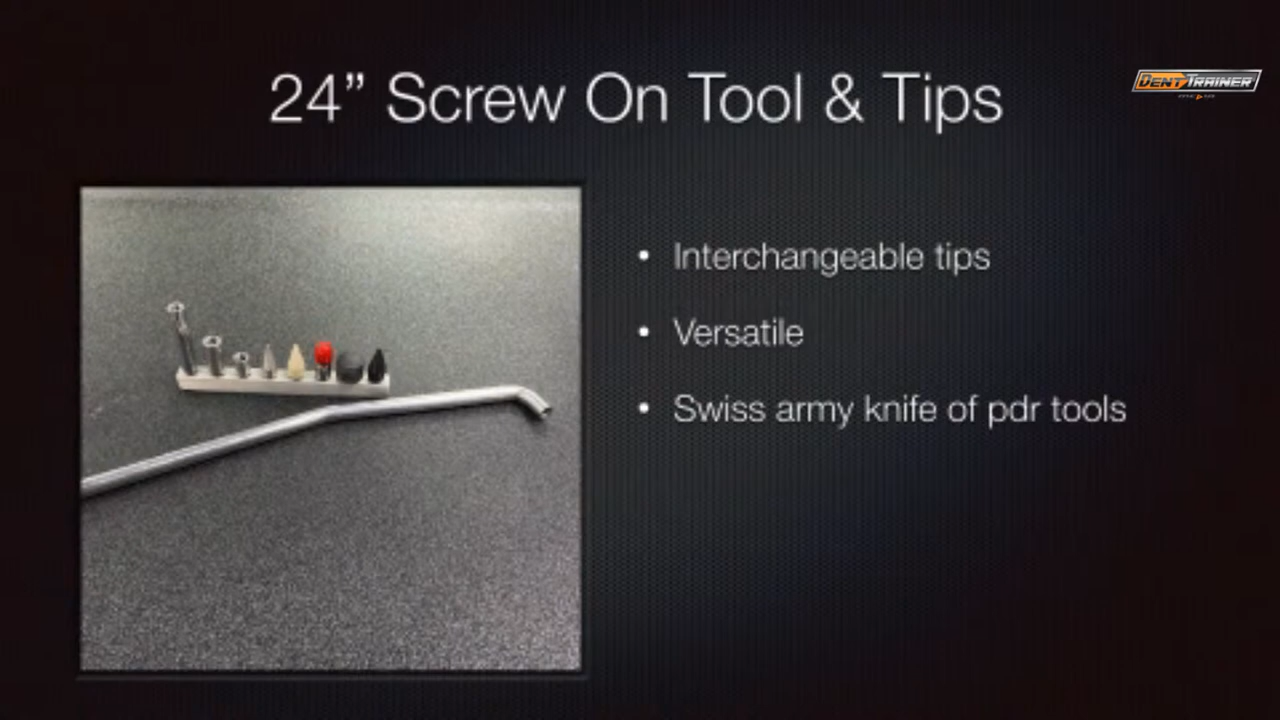 24” Screw On Tool & Tips
DENT TRAINER
• Interchangeable tips
• Versatile
• Swiss army knife of pdr tools